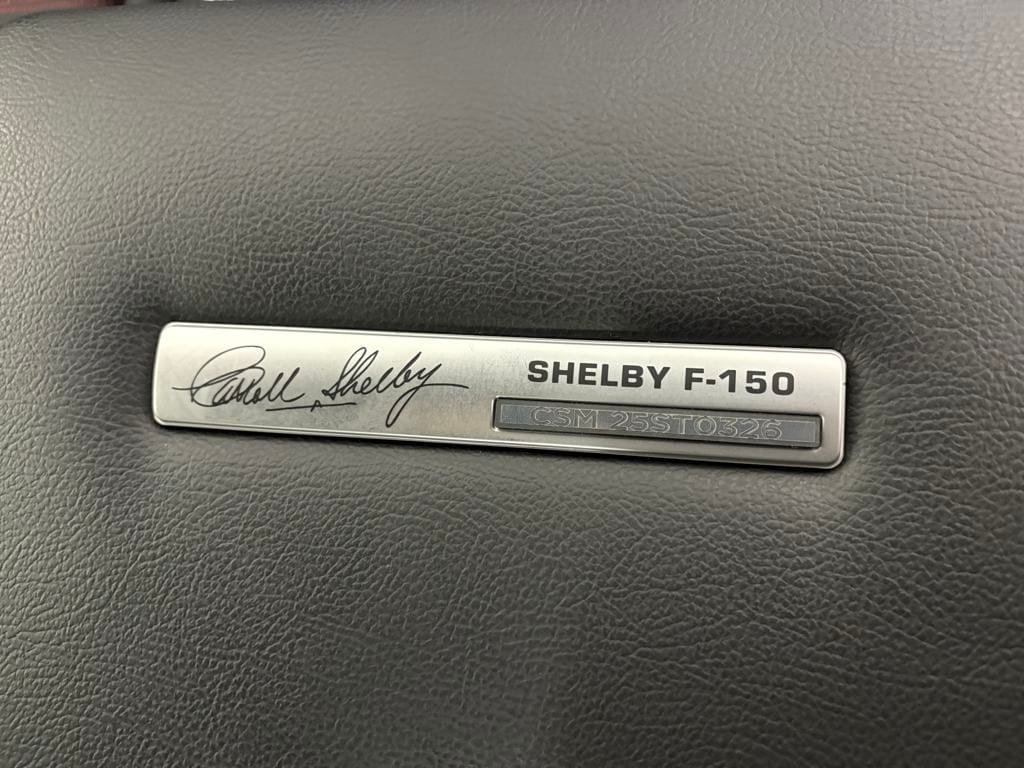 Carroll Shelby
SHELBY F-150
CSM 25ST0326